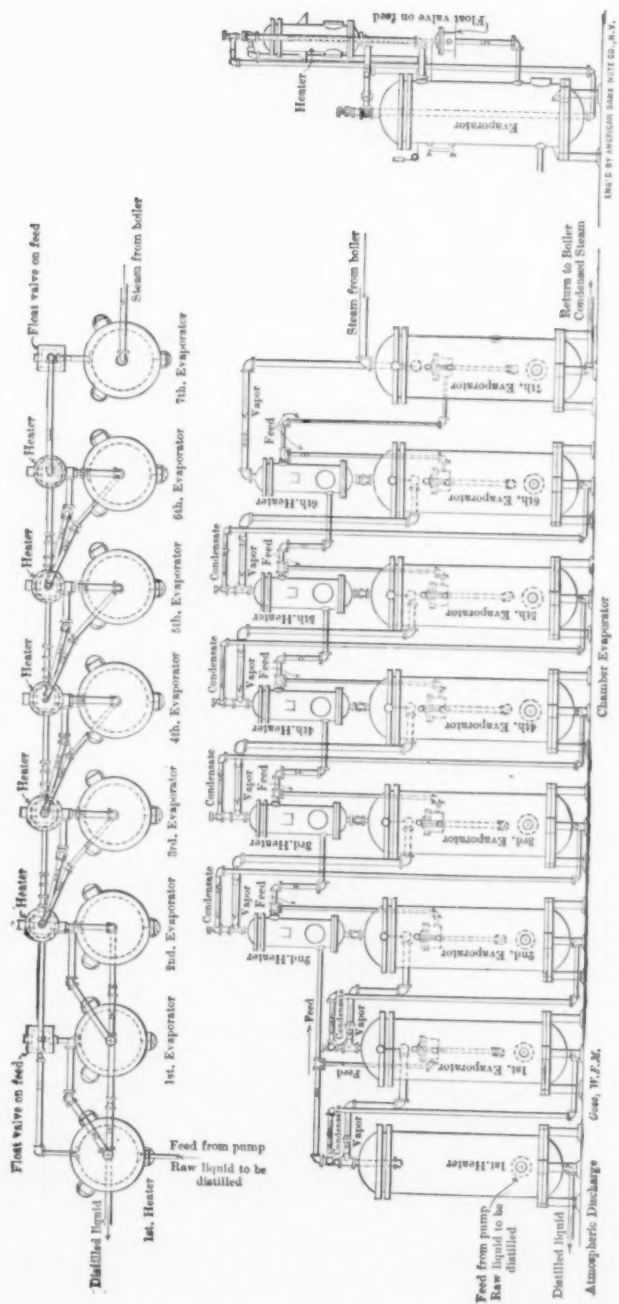 Float valve on feed
Heater
Heater
Heater
Heater
Heater
Float valve on feed
Steam from boiler
7th. Evaporator
6th. Evaporator
5th. Evaporator
4th. Evaporator
3rd. Evaporator
2nd. Evaporator
1st. Evaporator
1st. Heater
Distilled liquid
Feed from pump
Raw liquid to be
distilled
Heater
Float valve on feed
Evaporator
ENG'D BY AMERICAN BANK NOTE CO., N.Y.
Steam from boiler
Vapor
Feed
6th. Heater
7th. Evaporator
6th. Evaporator
Condensate
Vapor
Feed
5th. Heater
5th. Evaporator
Condensate
Vapor
Feed
4th. Heater
4th. Evaporator
Condensate
Vapor
Feed
3rd. Heater
3rd. Evaporator
Condensate
Vapor
Feed
2nd. Heater
2nd. Evaporator
Feed
Condensate
Vapor
Feed
1st. Evaporator
Condensate
Vapor
1st. Heater
Feed from pump
Raw liquid to be
distilled
Distilled liquid
Return to Boiler
Condensed Steam
Atmospheric Discharge
Goss, W.F.M.
Chamber Evaporator